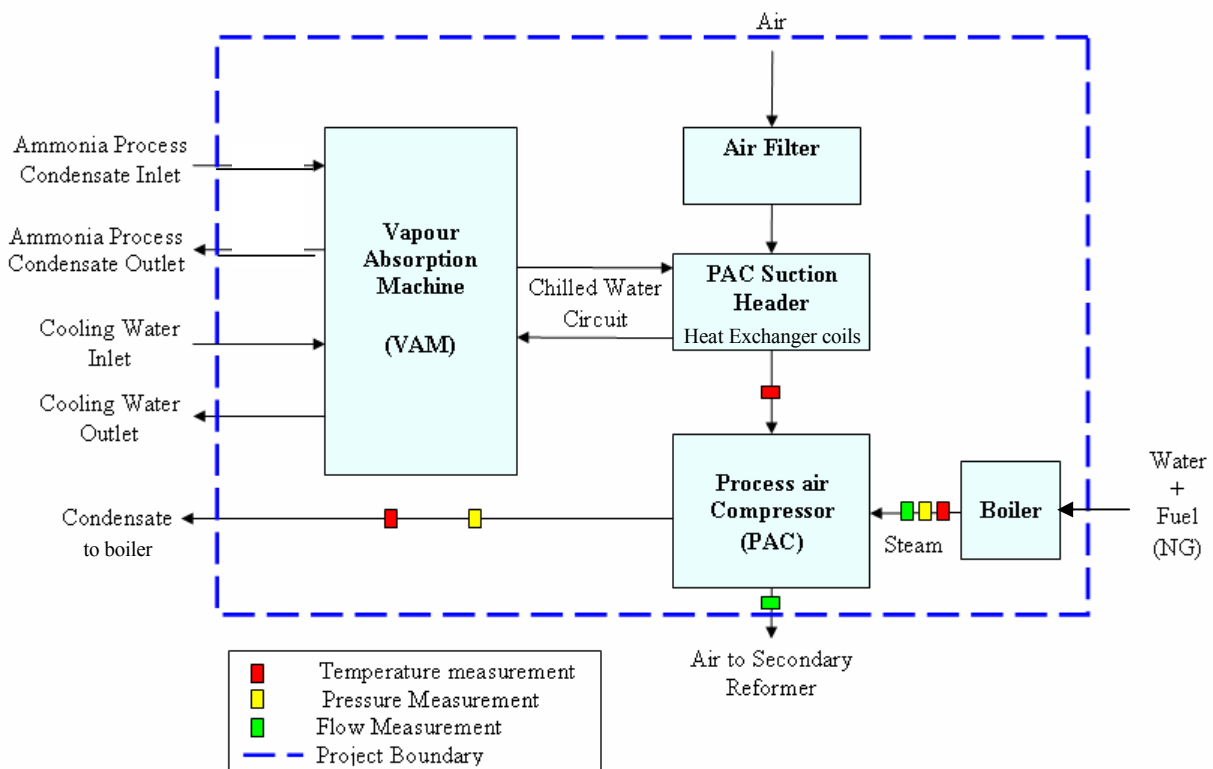 Air
Ammonia Process
Condensate Inlet
Air Filter
Ammonia Process
Condensate Outlet
Vapour
Absorption
Machine
(VAM)
Chilled Water
Circuit
PAC Suction
Header
Heat Exchanger coils
Cooling Water
Inlet
Cooling Water
Outlet
Process air
Compressor
(PAC)
Steam
Boiler
Water
+
Fuel
(NG)
Condensate
to boiler
Air to Secondary
Reformer
Temperature measurement
Pressure Measurement
Flow Measurement
Project Boundary